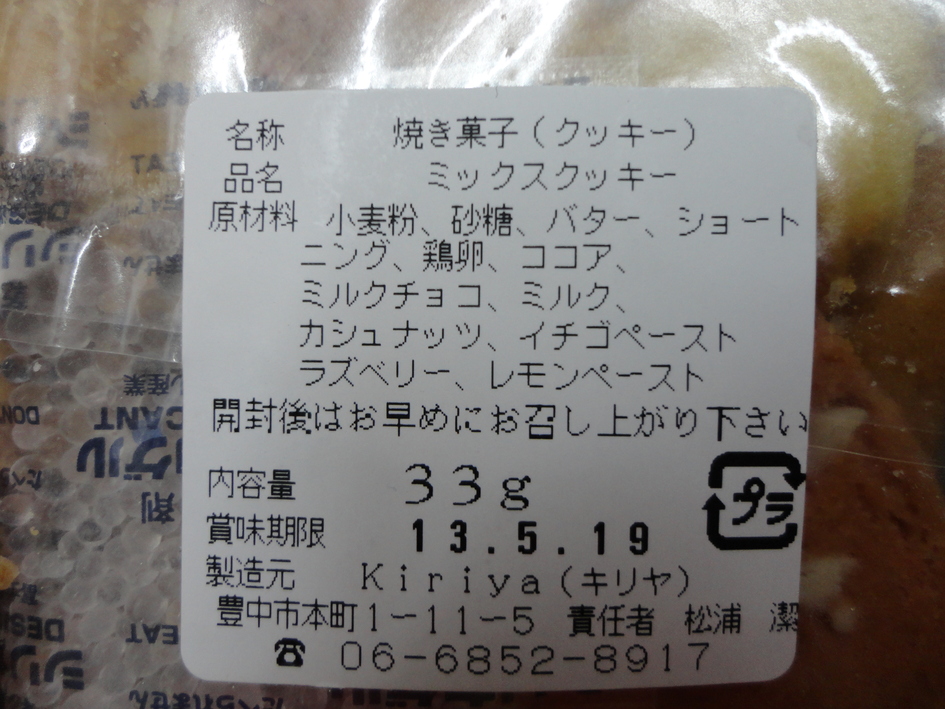 名称 焼き菓子(クッキー)
品名 ミックスクッキー
原材料 小麦粉、砂糖、バター、ショート
ニング、鶏卵、ココア、
ミルクチョコ、ミルク、
カシュナッツ、イチゴペースト
ラズベリー、レモンペースト
開封後はお早めにお召し上がり下さい
内容量 33g
プラ
賞味期限 13.5.19
製造元 Kiriya(キリヤ)
豊中市本町1-11-5 責任者 松浦 潔
☎ 06-6852-8917